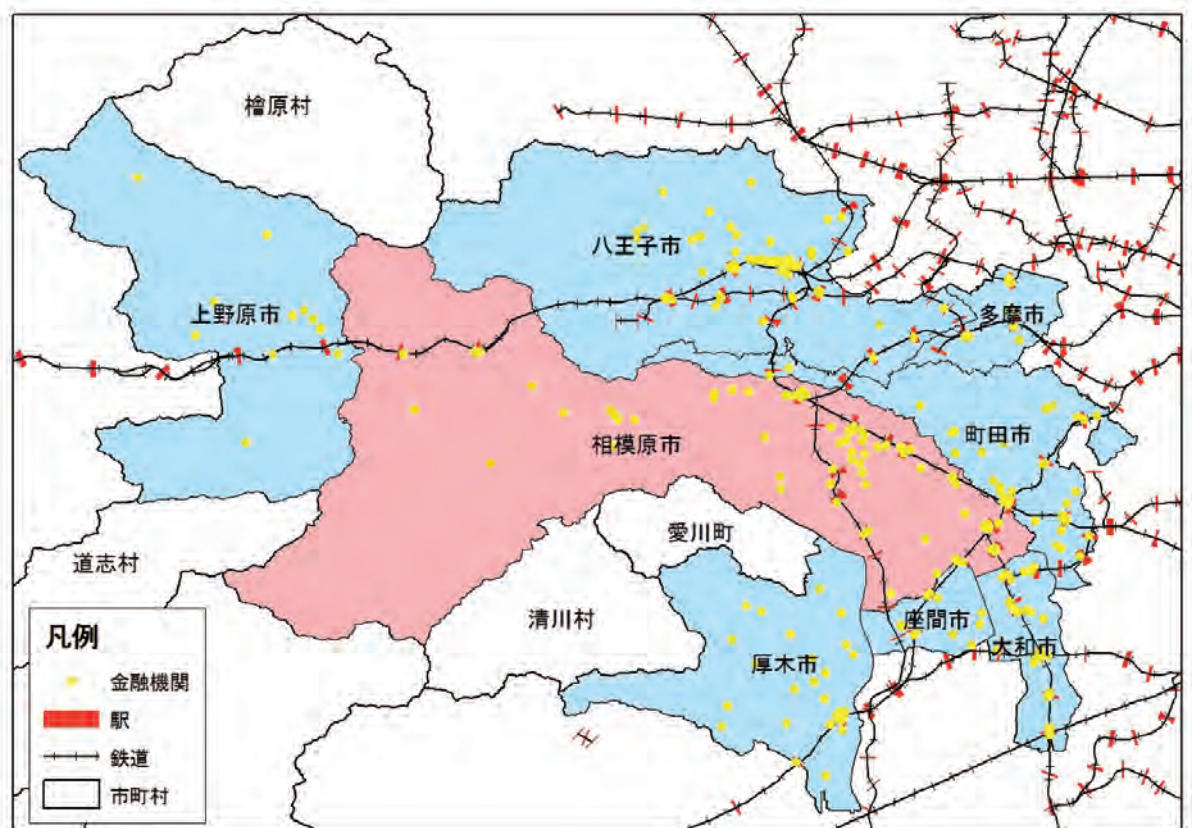 檜原村
八王子市
上野原市
多摩市
町田市
相模原市
愛川町
道志村
清川村
座間市
大和市
厚木市
凡例
金融機関
駅
鉄道
市町村